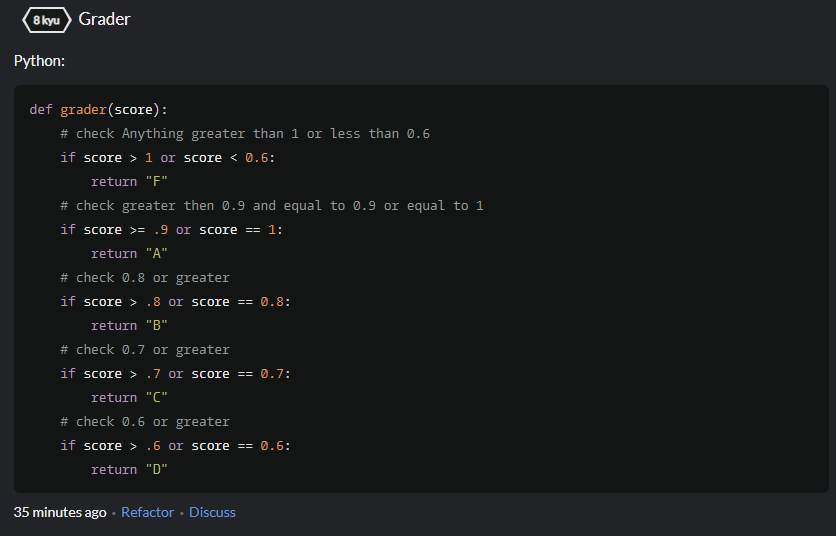 8 kyu Grader
Python:
def grader(score):
    # check Anything greater than 1 or less than 0.6
    if score > 1 or score < 0.6:
        return "F"
    # check greater then 0.9 and equal to 0.9 or equal to 1
    if score >= .9 or score == 1:
        return "A"
    # check 0.8 or greater
    if score > .8 or score == 0.8:
        return "B"
    # check 0.7 or greater
    if score > .7 or score == 0.7:
        return "C"
    # check 0.6 or greater
    if score > .6 or score == 0.6:
        return "D"
35 minutes ago • Refactor • Discuss